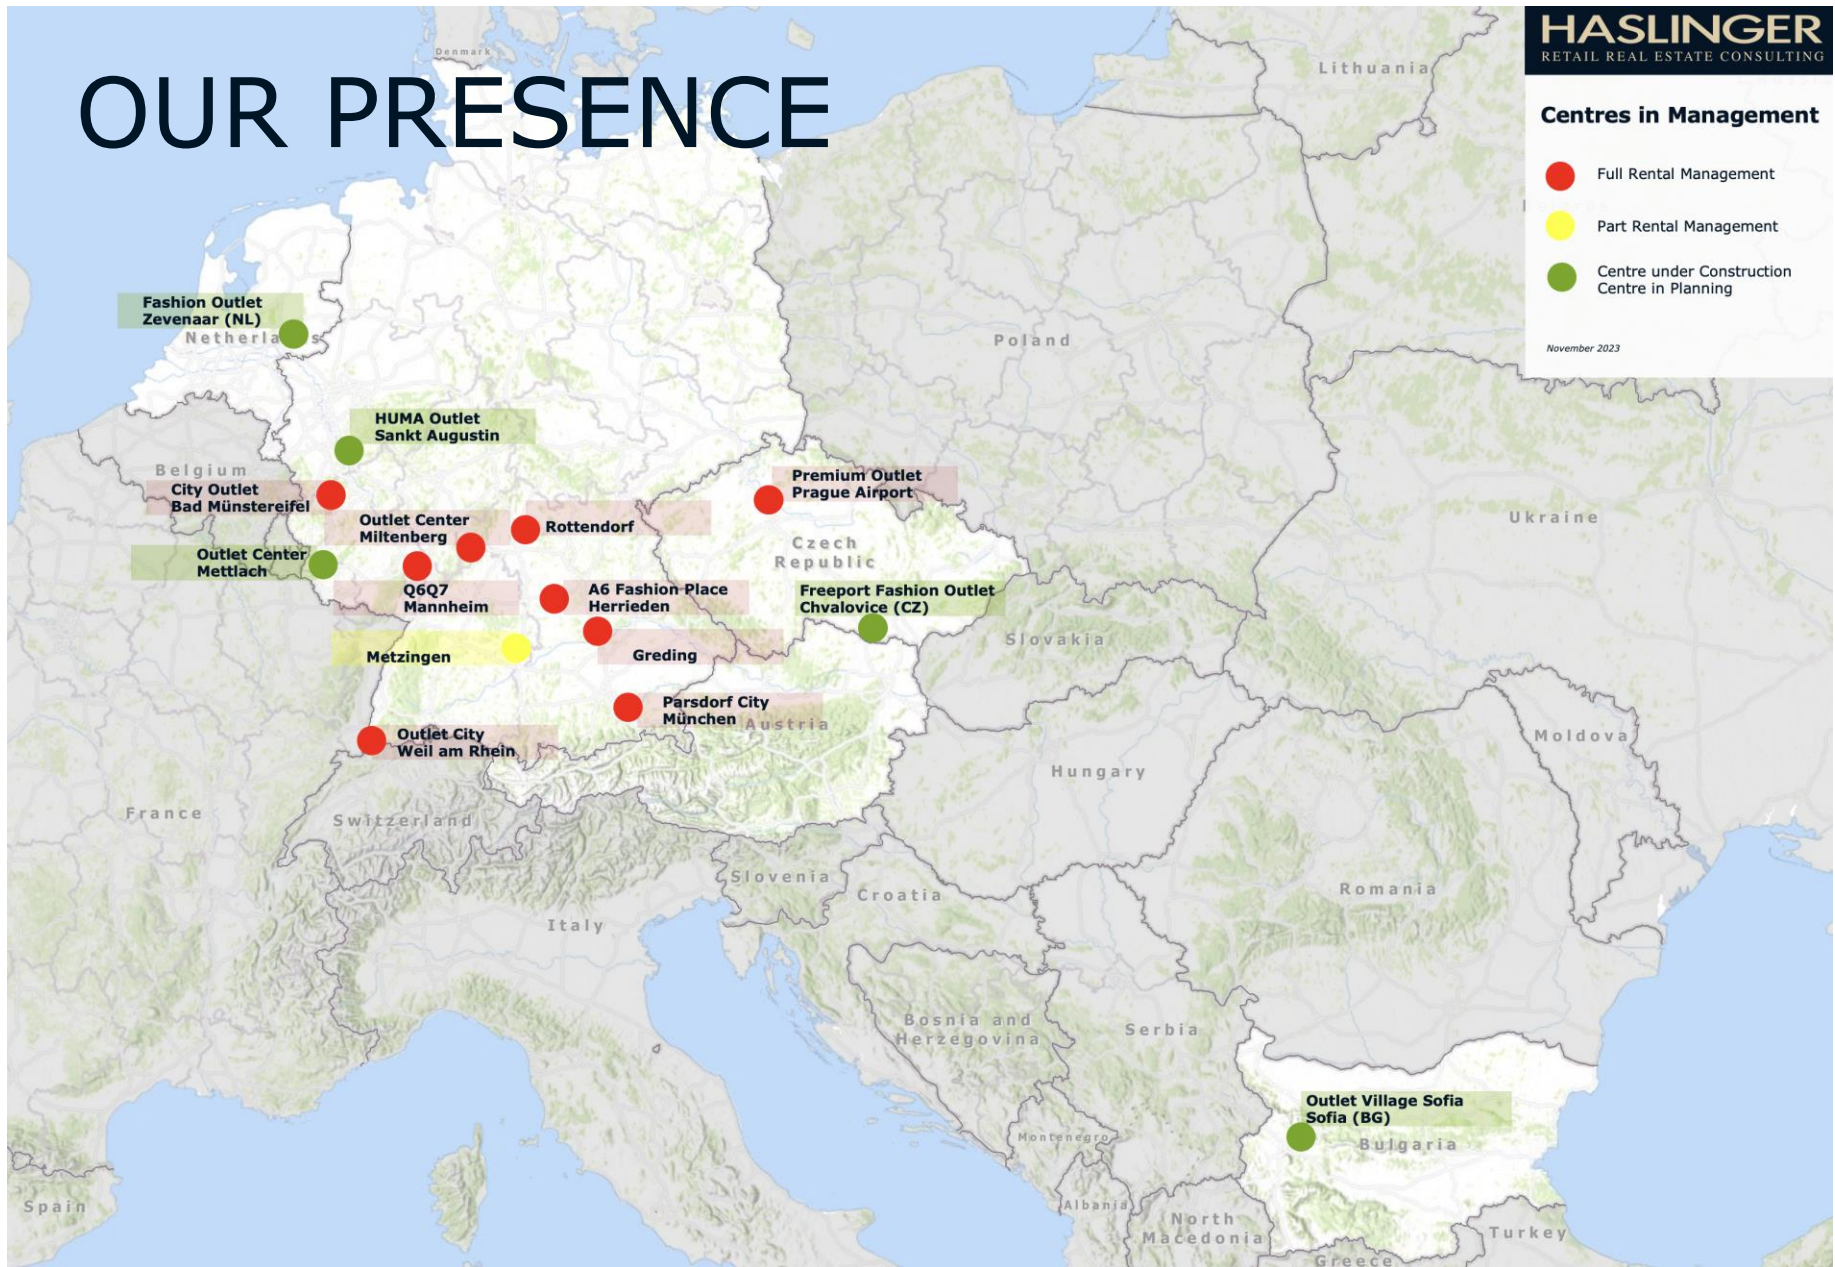 OUR PRESENCE
HASLINGER
RETAIL REAL ESTATE CONSULTING
Centres in Management
Full Rental Management
Part Rental Management
Centre under Construction
Centre in Planning
November 2023
Denmark
Lithuania
Fashion Outlet
Zevenaar (NL)
Poland
HUMA Outlet
Sankt Augustin
Belgium
City Outlet
Bad Münstereifel
Premium Outlet
Prague Airport
Outlet Center
Miltenberg
Rottendorf
Ukraine
Czech
Republic
Outlet Center
Mettlach
Q6Q7
Mannheim
A6 Fashion Place
Herrieden
Freeport Fashion Outlet
Chvalovice (CZ)
Slovakia
Metzingen
Greding
Parsdorf City
München
Austria
Outlet City
Weil am Rhein
Moldova
Hungary
France
Switzerland
Slovenia
Croatia
Romania
Italy
Bosnia and
Herzegovina
Serbia
Outlet Village Sofia
Sofia (BG)
Bulgaria
Montenegro
Spain
Albania
North
Macedonia
Turkey
Greece